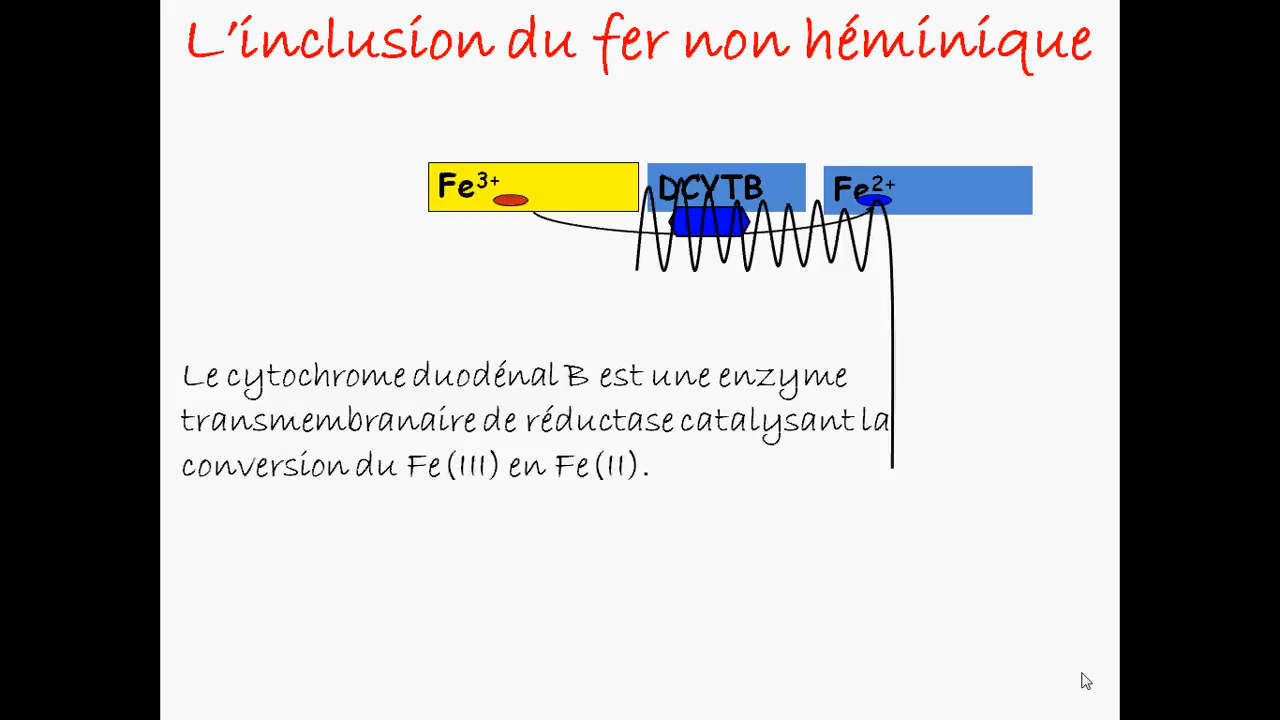 L'inclusion du fer non héminique
Fe³⁺ DCYTB Fe²⁺
Le cytochrome duodénal B est une enzyme
transmembranaire de réductase catalysant la
conversion du Fe(III) en Fe(II).